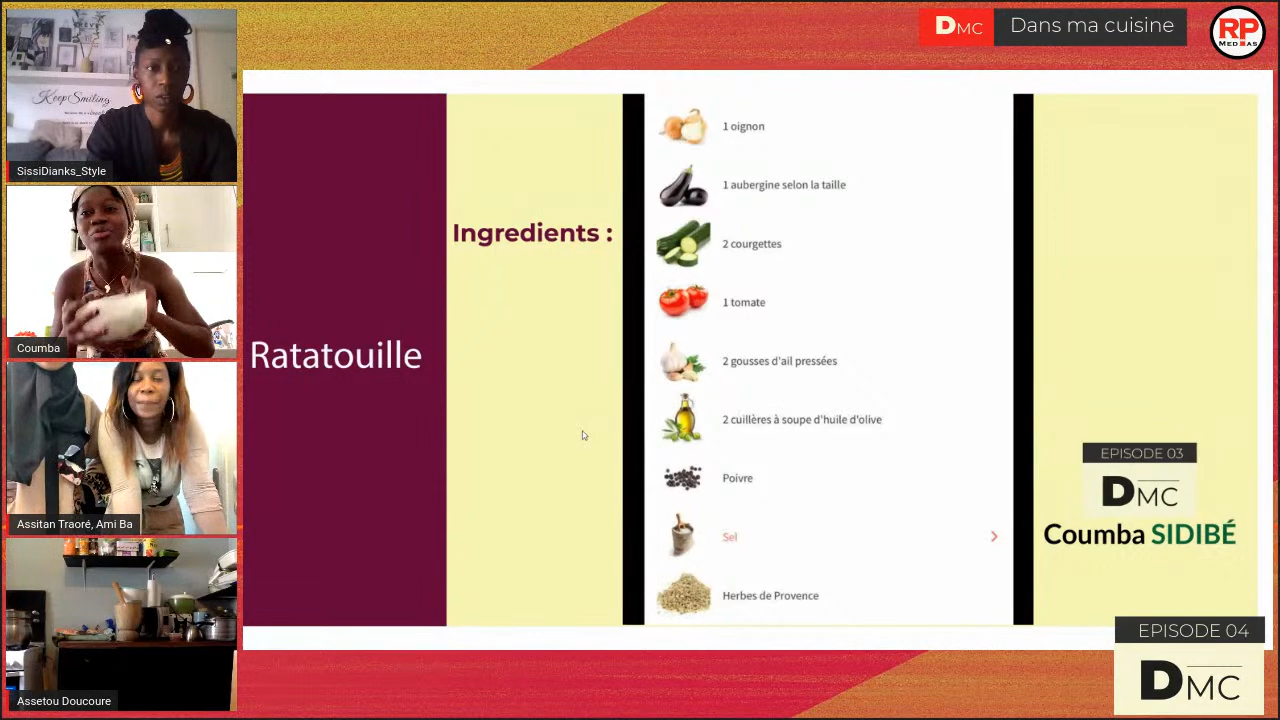 DMC
Dans ma cuisine
RP
MEDIAS
Keep Smiling
SissiDianks_Style
Coumba
Assitan Traoré, Ami Ba
Assetou Doucoure
Ratatouille
Ingredients :
1 oignon
1 aubergine selon la taille
2 courgettes
1 tomate
2 gousses d'ail pressées
2 cuillères à soupe d'huile d'olive
Poivre
Sel
Herbes de Provence
EPISODE 03
DMC
Coumba SIDIBÉ
EPISODE 04
DMC